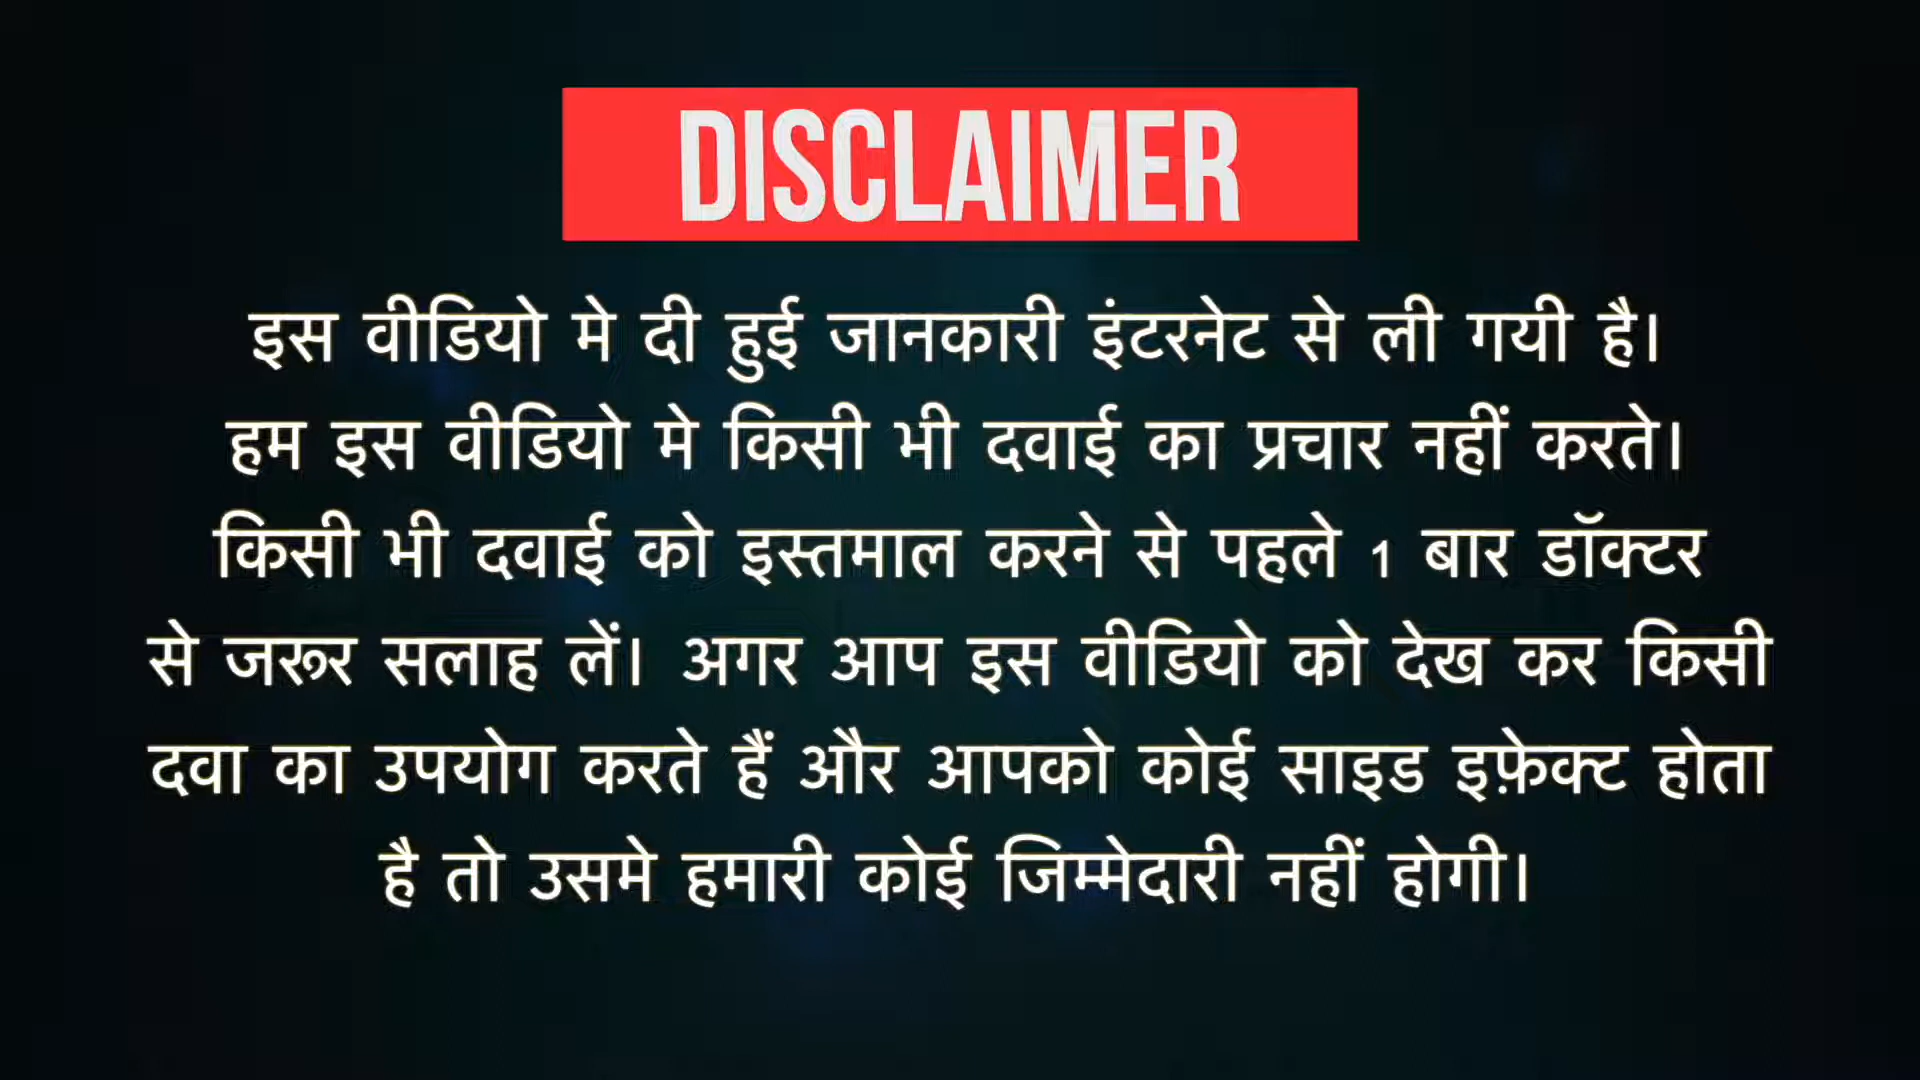 DISCLAIMER
इस वीडियो मे दी हुई जानकारी इंटरनेट से ली गयी है।
हम इस वीडियो मे किसी भी दवाई का प्रचार नहीं करते।
किसी भी दवाई को इस्तमाल करने से पहले 1 बार डॉक्टर
से जरूर सलाह लें। अगर आप इस वीडियो को देख कर किसी
दवा का उपयोग करते हैं और आपको कोई साइड इफ़ेक्ट होता
है तो उसमे हमारी कोई जिम्मेदारी नहीं होगी।